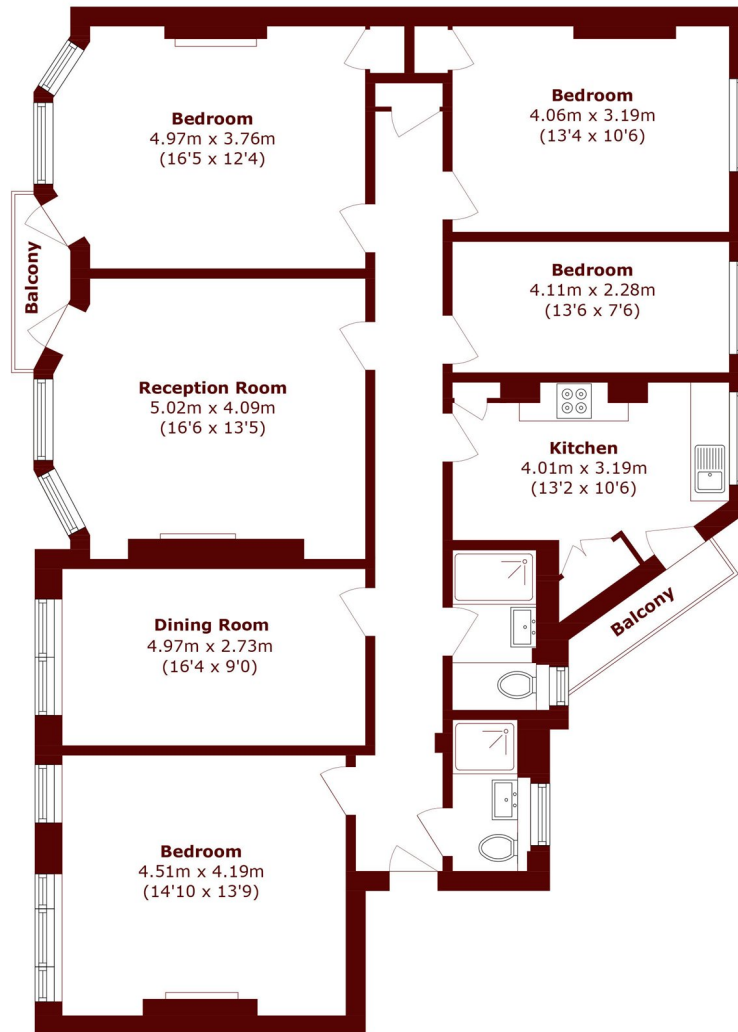 Bedroom
4.97m x 3.76m
(16'5 x 12'4)
Bedroom
4.06m x 3.19m
(13'4 x 10'6)
Balcony
Bedroom
4.11m x 2.28m
(13'6 x 7'6)
Reception Room
5.02m x 4.09m
(16'6 x 13'5)
Kitchen
4.01m x 3.19m
(13'2 x 10'6)
Balcony
Dining Room
4.97m x 2.73m
(16'4 x 9'0)
Bedroom
4.51m x 4.19m
(14'10 x 13'9)